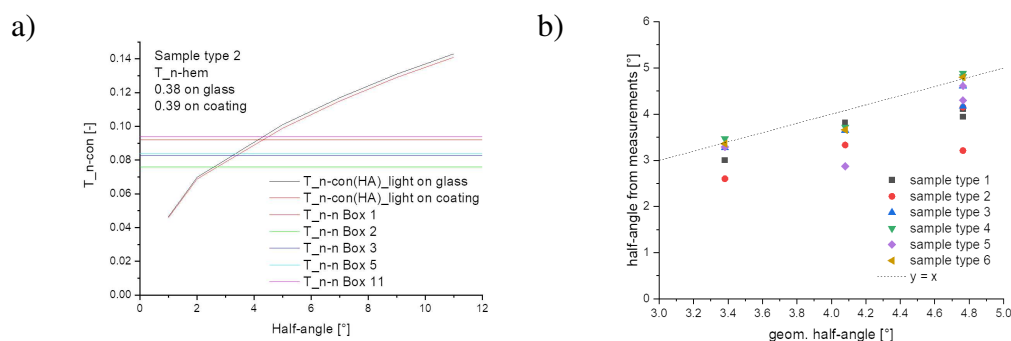 a)
Sample type 2
T_n-hem
0.38 on glass
0.39 on coating
0.14
0.12
0.10
0.08
0.06
0.04
0.02
0.00
T_n-con [-]
T_n-con(HA)_light on glass
T_n-con(HA)_light on coating
T_n-n Box 1
T_n-n Box 2
T_n-n Box 3
T_n-n Box 5
T_n-n Box 11
0 2 4 6 8 10 12
Half-angle [°]
b)
6
5
4
3
2
1
0
half-angle from measurements [°]
sample type 1
sample type 2
sample type 3
sample type 4
sample type 5
sample type 6
y = x
3.0 3.2 3.4 3.6 3.8 4.0 4.2 4.4 4.6 4.8 5.0
geom. half-angle [°]